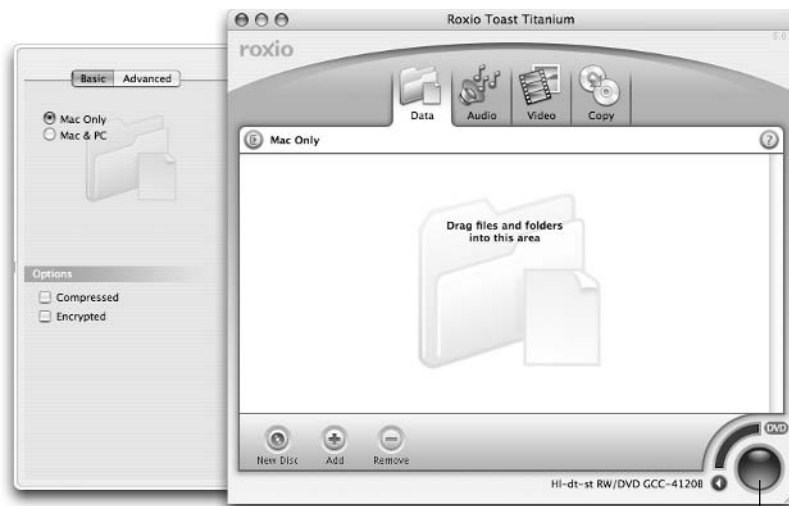 Roxio Toast Titanium
roxio
Basic Advanced
Mac Only
Mac & PC
Options
Compressed
Encrypted
Data Audio Video Copy
Mac Only
?
Drag files and folders
into this area
New Disc Add Remove
DVD
Hl-dt-st RW/DVD GCC-4120B